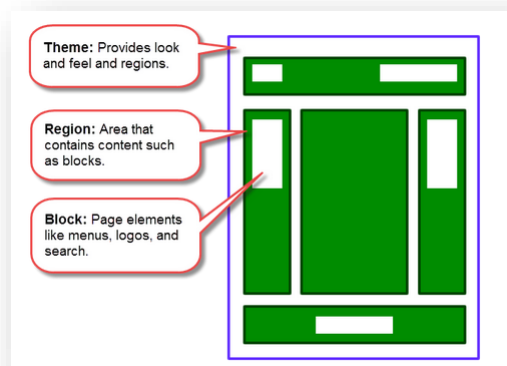 Theme: Provides look
and feel and regions.
Region: Area that
contains content such
as blocks.
Block: Page elements
like menus, logos, and
search.